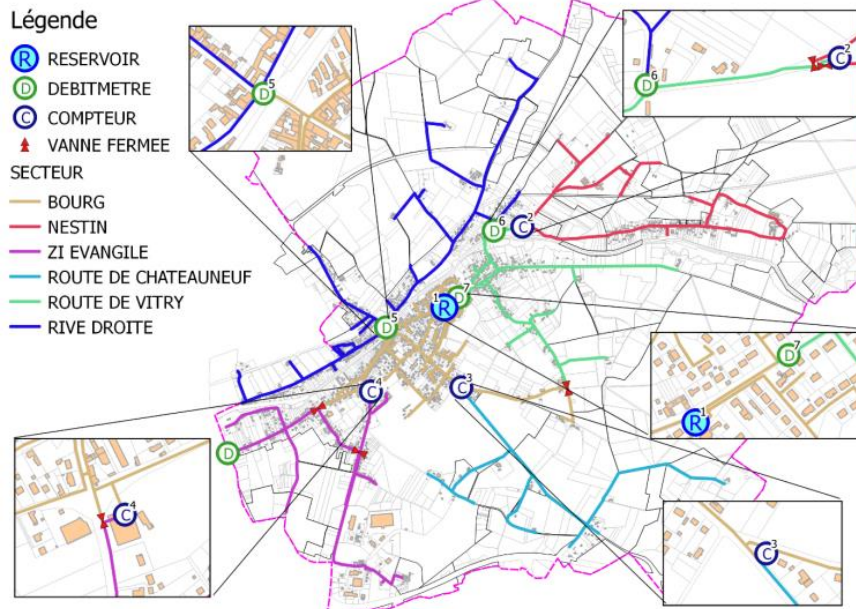 Légende
R RESERVOIR
D DEBITMETRE
C COMPTEUR
VANNE FERMEE
SECTEUR
BOURG
NESTIN
ZI EVANGILE
ROUTE DE CHATEAUNEUF
ROUTE DE VITRY
RIVE DROITE
D 5
D 6
C 2
D 6
C 2
D 7
1 R
D 5
C 4
C 3
D
D 7
R 1
C 4
C 3